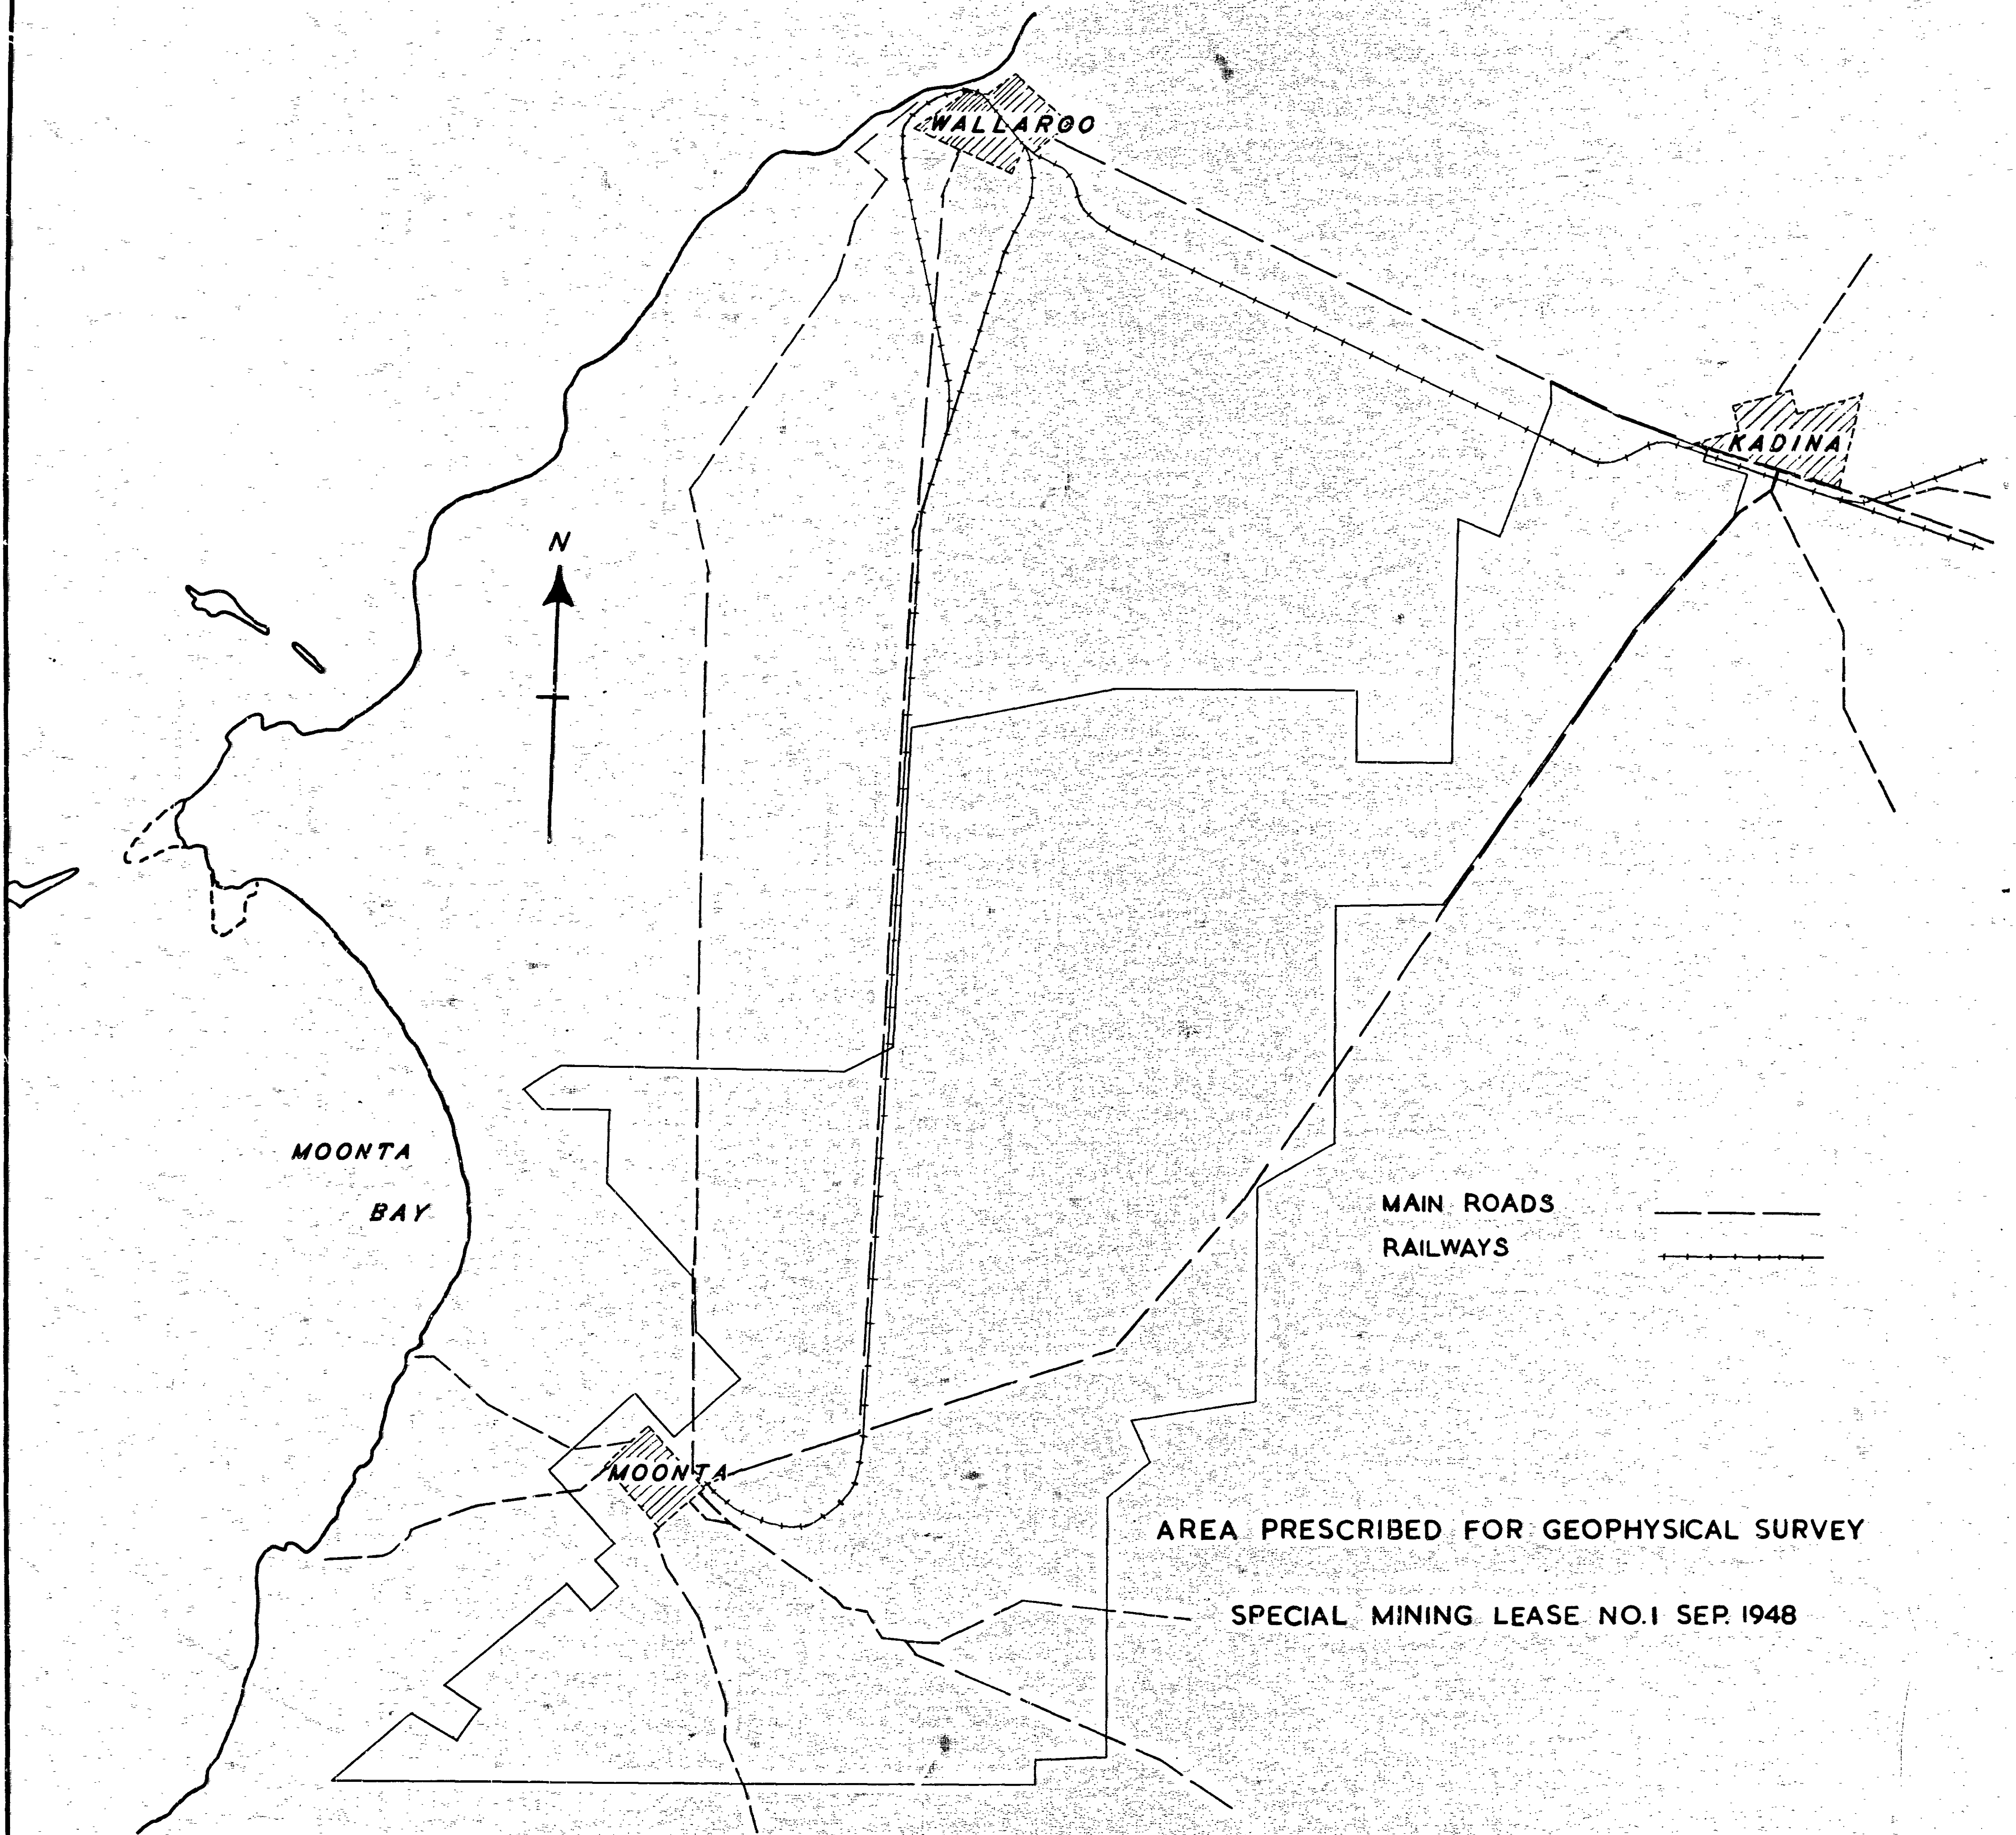 WALLAROO
KADINA
N
MOONTA
BAY
MAIN ROADS
RAILWAYS
MOONTA
AREA PRESCRIBED FOR GEOPHYSICAL SURVEY
SPECIAL MINING LEASE NO.1 SEP. 1948